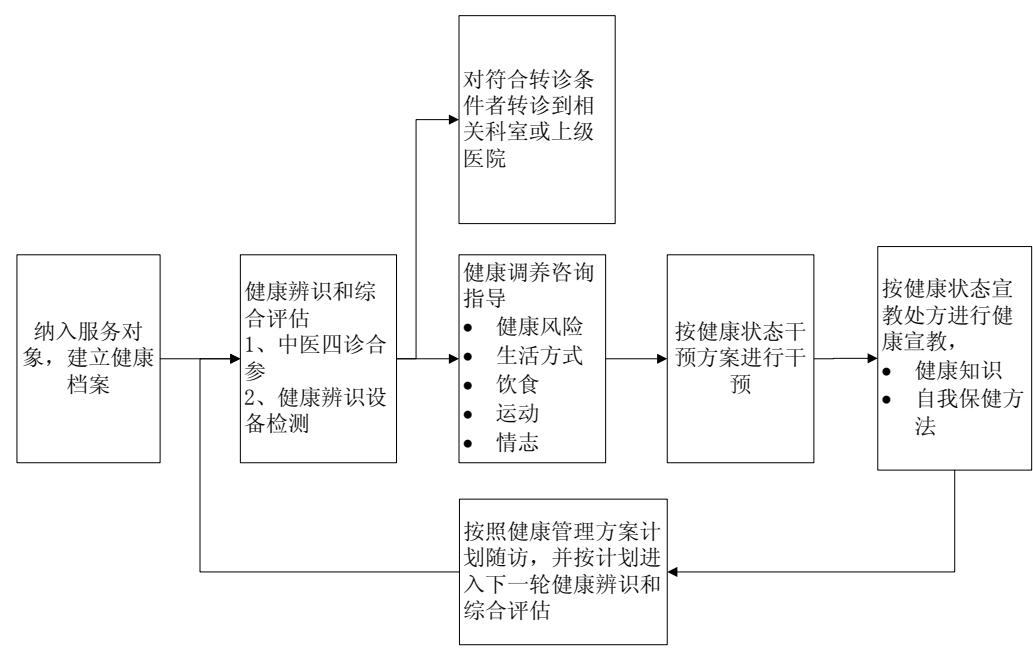 对符合转诊条
件者转诊到相
关科室或上级
医院
纳入服务对
象，建立健康
档案
健康辨识和综
合评估
1、中医四诊合
参
2、健康辨识设
备检测
健康调养咨询
指导
● 健康风险
● 生活方式
● 饮食
● 运动
● 情志
按健康状态干
预方案进行干
预
按健康状态宣
教处方进行健
康宣教，
● 健康知识
● 自我保健方
法
按照健康管理方案计
划随访，并按计划进
入下一轮健康辨识和
综合评估